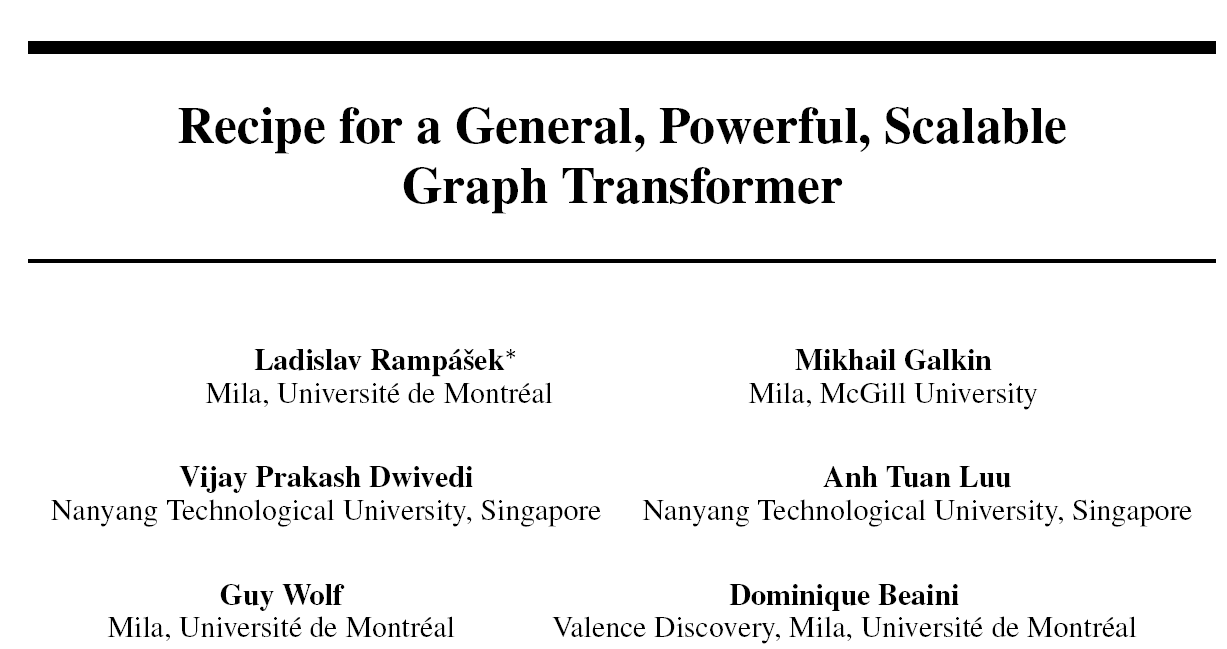 Recipe for a General, Powerful, Scalable
Graph Transformer
Ladislav Rampášek*
Mikhail Galkin
Mila, Université de Montréal
Mila, McGill University
Vijay Prakash Dwivedi
Anh Tuan Luu
Nanyang Technological University, Singapore
Nanyang Technological University, Singapore
Guy Wolf
Dominique Beaini
Mila, Université de Montréal
Valence Discovery, Mila, Université de Montréal